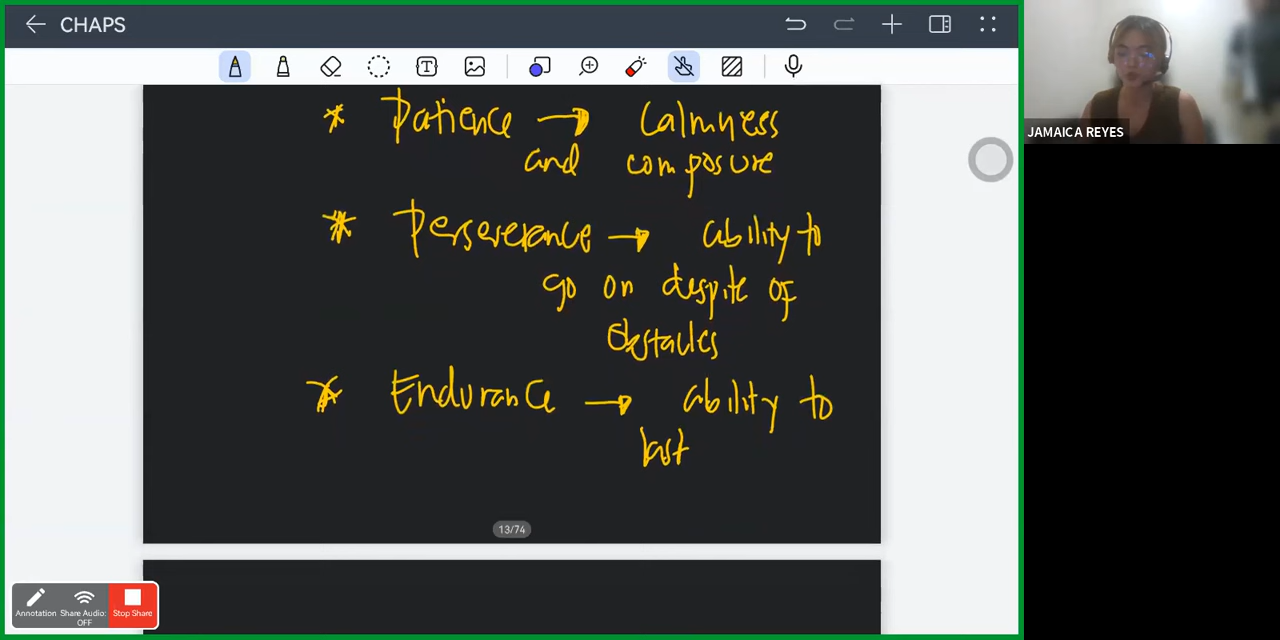 CHAPS
* Patience → Calmness
and composure
* Perseverance → ability to
go on despite of
obstacles
* Endurance → ability to
last
13/74
Annotation
Share Audio: OFF
Stop Share
JAMAICA REYES